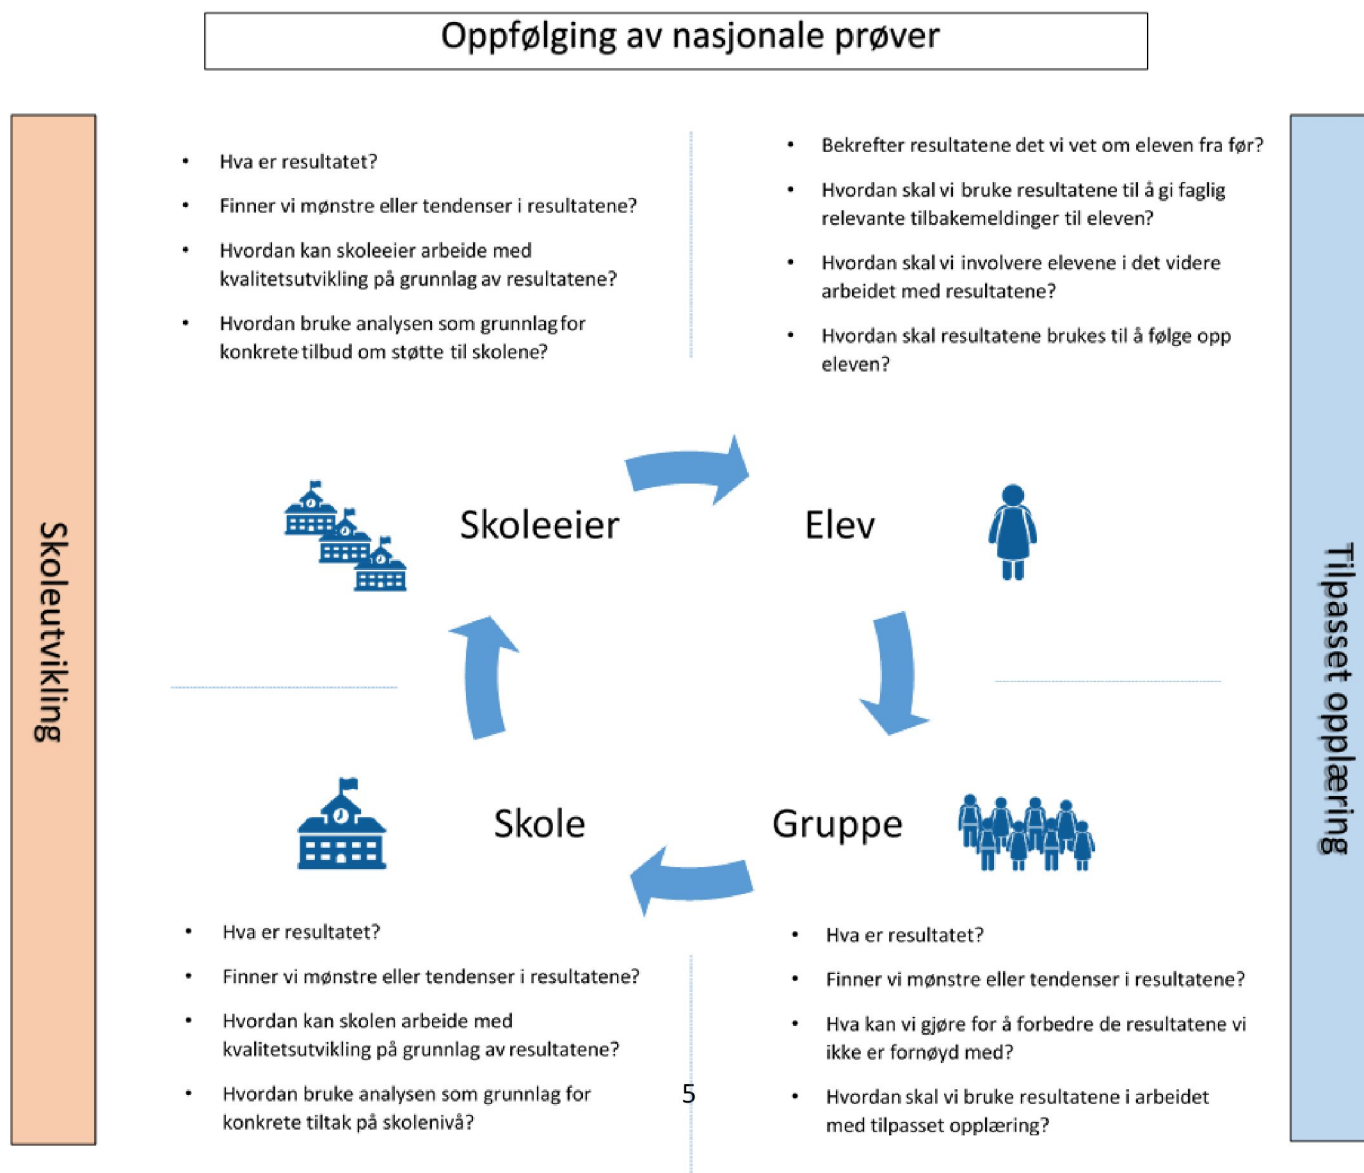 Oppfølging av nasjonale prøver
Skoleutvikling
• Hva er resultatet?
• Finner vi mønstre eller tendenser i resultatene?
• Hvordan kan skoleeier arbeide med
kvalitetsutvikling på grunnlag av resultatene?
• Hvordan bruke analysen som grunnlag for
konkrete tilbud om støtte til skolene?
• Bekrefter resultatene det vi vet om eleven fra før?
• Hvordan skal vi bruke resultatene til å gi faglig
relevante tilbakemeldinger til eleven?
• Hvordan skal vi involvere elevene i det videre
arbeidet med resultatene?
• Hvordan skal resultatene brukes til å følge opp
eleven?
Skoleeier
Elev
Skole
Gruppe
• Hva er resultatet?
• Finner vi mønstre eller tendenser i resultatene?
• Hvordan kan skolen arbeide med
kvalitetsutvikling på grunnlag av resultatene?
• Hvordan bruke analysen som grunnlag for
konkrete tiltak på skolenivå?
• Hva er resultatet?
• Finner vi mønstre eller tendenser i resultatene?
• Hva kan vi gjøre for å forbedre de resultatene vi
ikke er fornøyd med?
• Hvordan skal vi bruke resultatene i arbeidet
med tilpasset opplæring?
Tilpasset opplæring
5